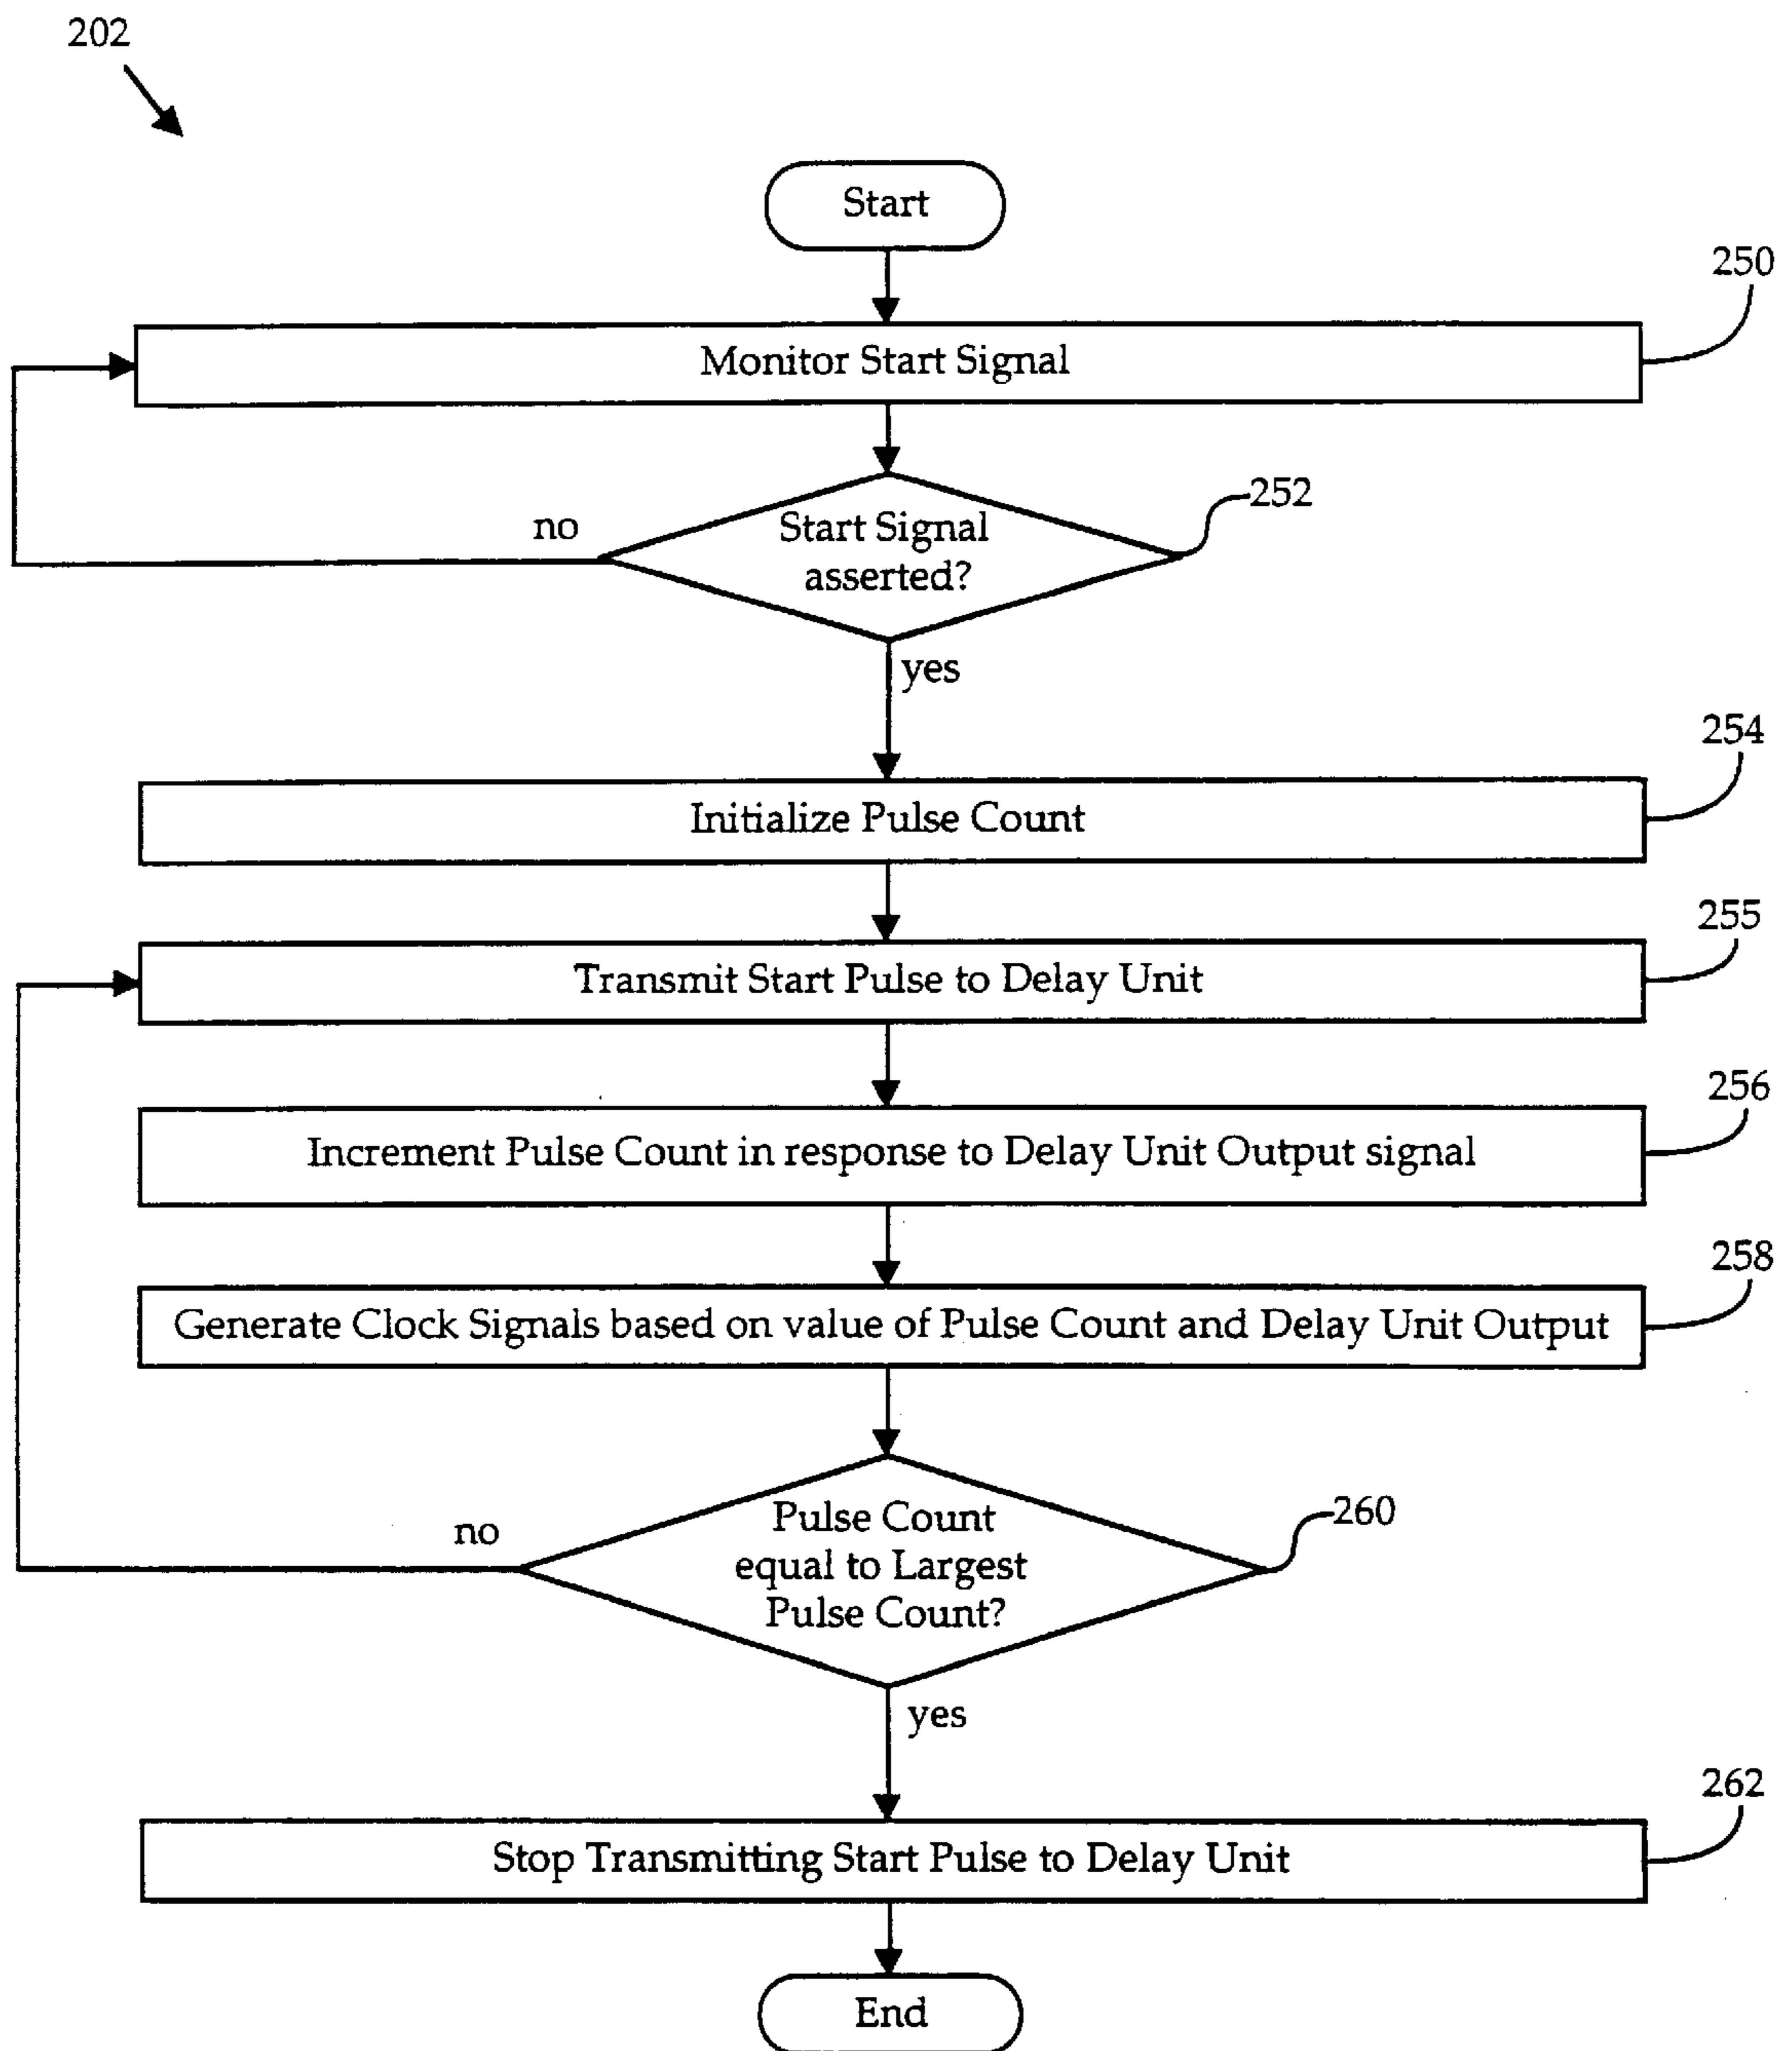 202
Start
250
Monitor Start Signal
252
no
Start Signal
asserted?
yes
254
Initialize Pulse Count
255
Transmit Start Pulse to Delay Unit
256
Increment Pulse Count in response to Delay Unit Output signal
258
Generate Clock Signals based on value of Pulse Count and Delay Unit Output
260
no
Pulse Count
equal to Largest
Pulse Count?
yes
262
Stop Transmitting Start Pulse to Delay Unit
End